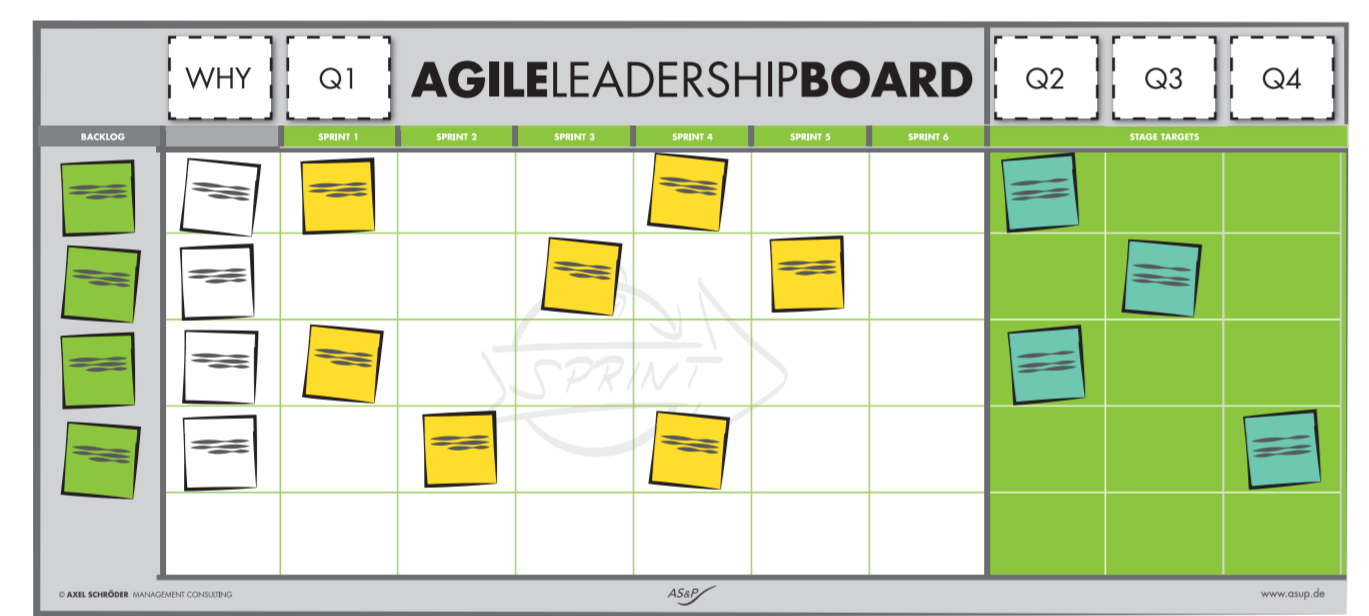 WHY
Q1
AGILELEADERSHIPBOARD
Q2
Q3
Q4
BACKLOG
SPRINT 1
SPRINT 2
SPRINT 3
SPRINT 4
SPRINT 5
SPRINT 6
STAGE TARGETS
SPRINT
© AXEL SCHRÖDER MANAGEMENT CONSULTING
AS&P
www.asup.de